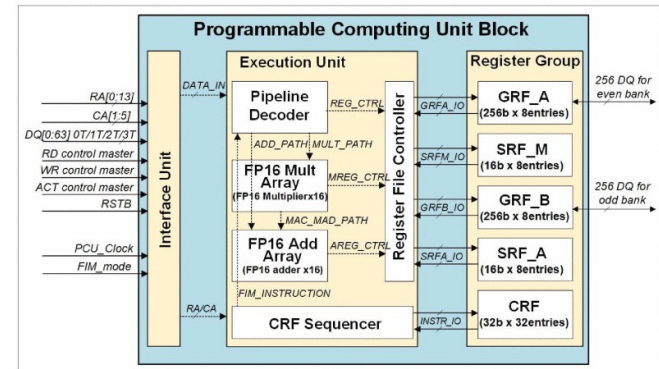 Programmable Computing Unit Block
Execution Unit
Register Group
Interface Unit
RA[0:13]
CA[1:5]
DQ[0:63] 0T/1T/2T/3T
RD control master
WR control master
ACT control master
RSTB
PCU_Clock
FIM_mode
DATA_IN
RA/CA
Pipeline
Decoder
REG_CTRL
ADD_PATH
MULT_PATH
FP16 Mult
Array
(FP16 Multiplierx16)
MREG_CTRL
MAC_MAD_PATH
FP16 Add
Array
(FP16 adder x16)
AREG_CTRL
FIM_INSTRUCTION
CRF Sequencer
Register File Controller
GRFA_IO
SRFM_IO
GRFB_IO
SRFA_IO
INSTR_IO
GRF_A
(256b x 8entries)
SRF_M
(16b x 8entries)
GRF_B
(256b x 8entries)
SRF_A
(16b x 8entries)
CRF
(32b x 32entries)
256 DQ for
even bank
256 DQ for
odd bank